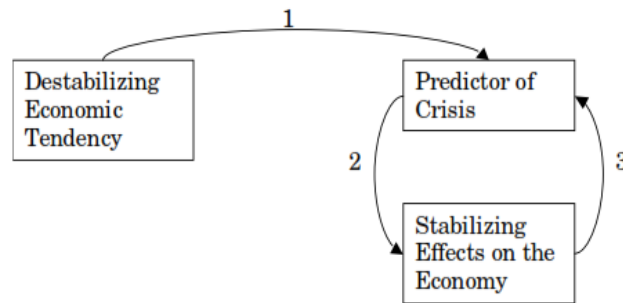 1
Destabilizing
Economic
Tendency
Predictor of
Crisis
2
3
Stabilizing
Effects on the
Economy